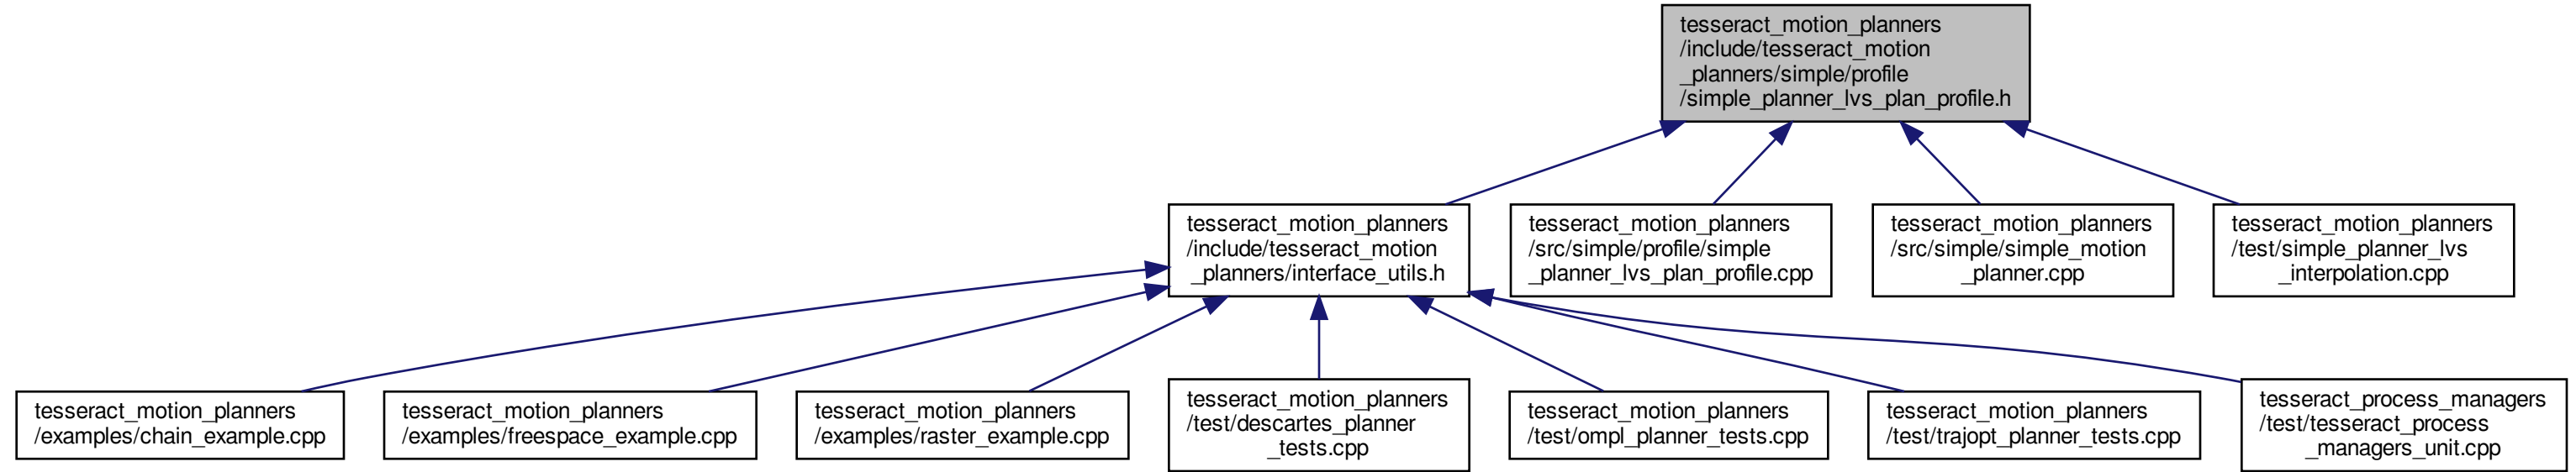 tesseract_motion_planners
/include/tesseract_motion
_planners/simple/profile
/simple_planner_lvs_plan_profile.h
tesseract_motion_planners
/include/tesseract_motion
_planners/interface_utils.h
tesseract_motion_planners
/src/simple/profile/simple
_planner_lvs_plan_profile.cpp
tesseract_motion_planners
/src/simple/simple_motion
_planner.cpp
tesseract_motion_planners
/test/simple_planner_lvs
_interpolation.cpp
tesseract_motion_planners
/examples/chain_example.cpp
tesseract_motion_planners
/examples/freespace_example.cpp
tesseract_motion_planners
/examples/raster_example.cpp
tesseract_motion_planners
/test/descartes_planner
_tests.cpp
tesseract_motion_planners
/test/ompl_planner_tests.cpp
tesseract_motion_planners
/test/trajopt_planner_tests.cpp
tesseract_process_managers
/test/tesseract_process
_managers_unit.cpp